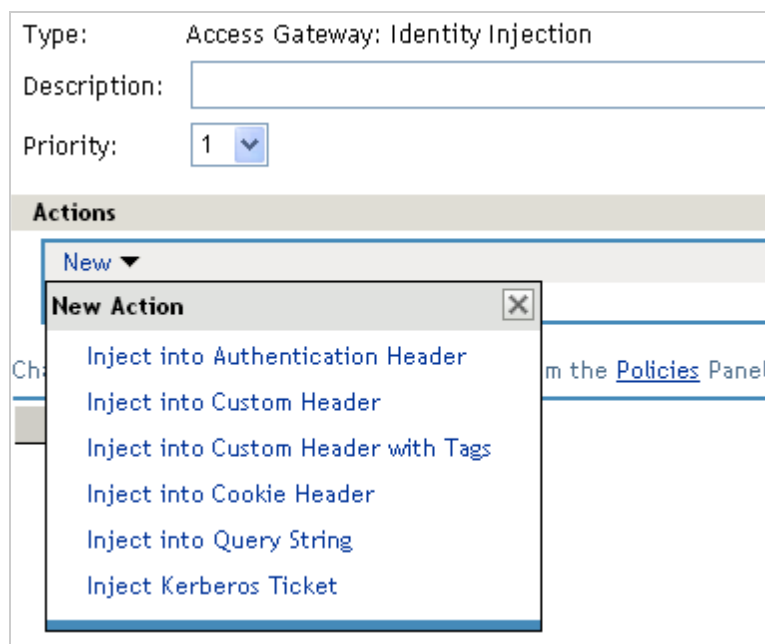 Type: Access Gateway: Identity Injection
Description:
Priority: 1
Actions
New
New Action
Inject into Authentication Header
m the Policies Panel
Inject into Custom Header
Inject into Custom Header with Tags
Inject into Cookie Header
Inject into Query String
Inject Kerberos Ticket